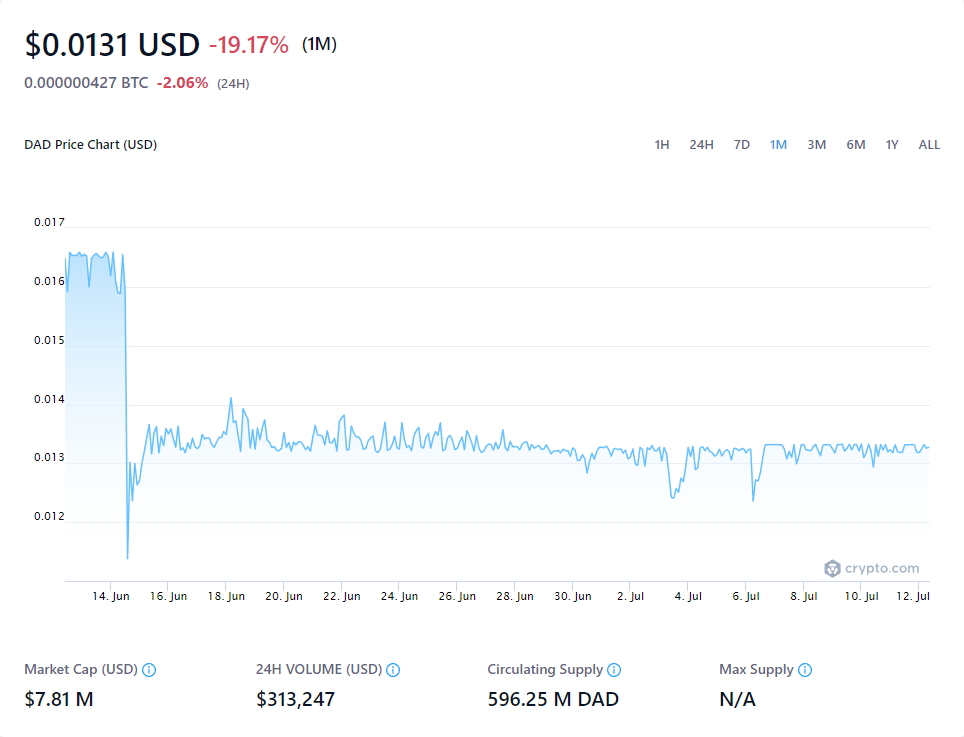 $0.0131 USD -19.17% (1M)
0.000000427 BTC -2.06% (24H)
DAD Price Chart (USD) 1H 24H 7D 1M 3M 6M 1Y ALL
0.017
0.016
0.015
0.014
0.013
0.012
crypto.com
14. Jun 16. Jun 18. Jun 20. Jun 22. Jun 24. Jun 26. Jun 28. Jun 30. Jun 2. Jul 4. Jul 6. Jul 8. Jul 10. Jul 12. Jul
Market Cap (USD) 24H VOLUME (USD) Circulating Supply Max Supply
$7.81 M $313,247 596.25 M DAD N/A